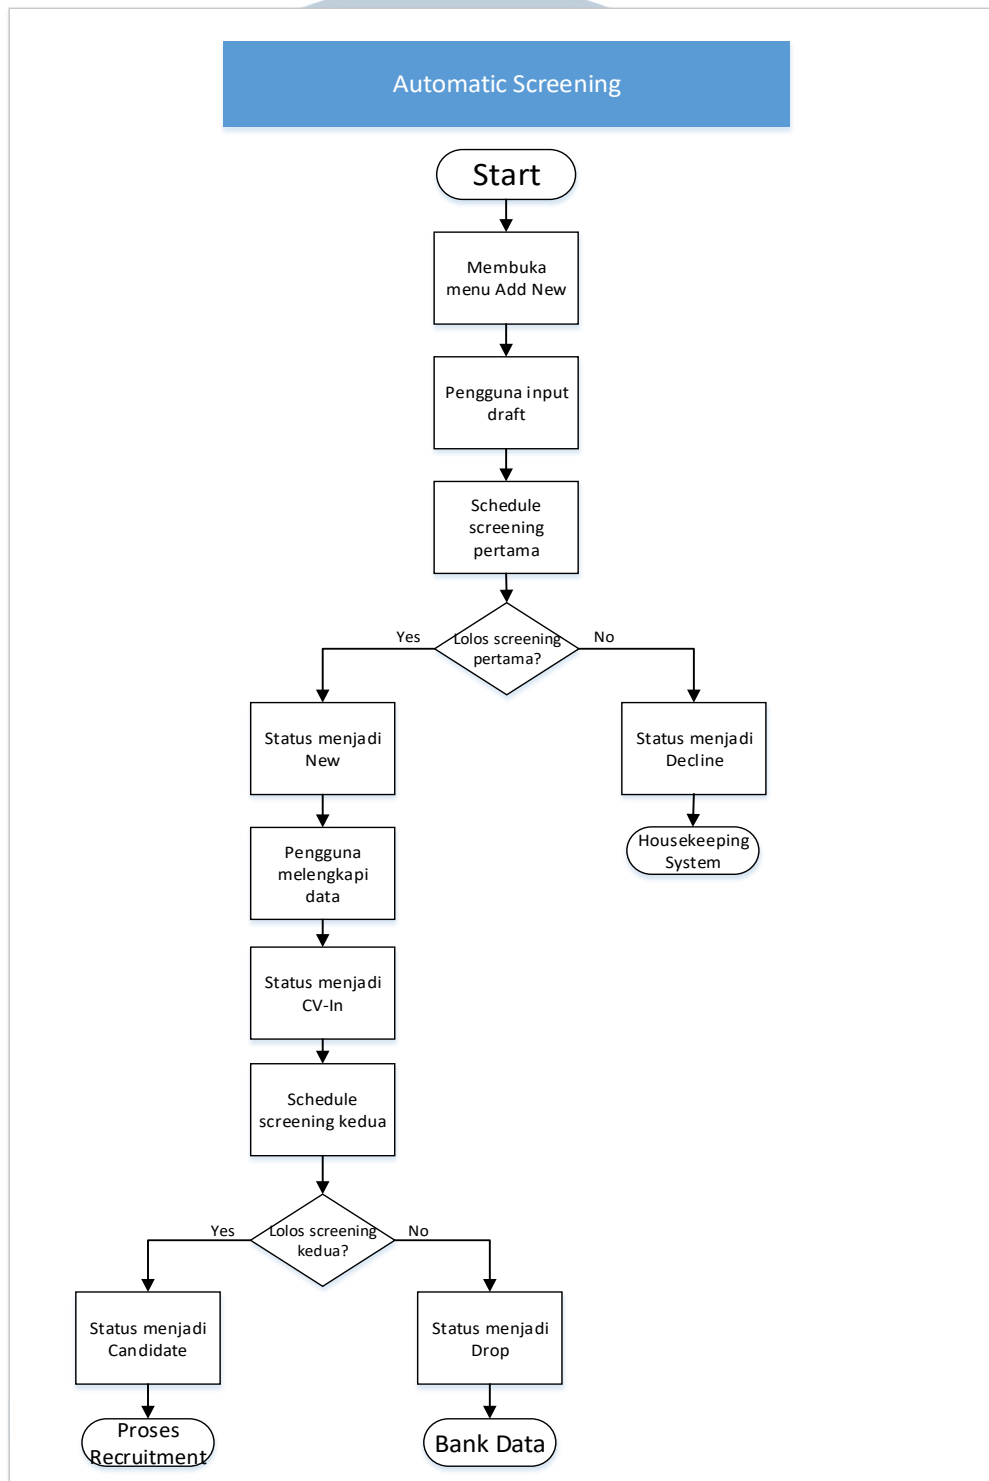 Automatic Screening
Start
Membuka
menu Add New
Pengguna input
draft
Schedule
screening
pertama
Lolos screening
pertama?
Yes
No
Status menjadi
New
Status menjadi
Decline
Pengguna
melengkapi
data
Housekeeping
System
Status menjadi
CV-In
Schedule
screening kedua
Lolos screening
kedua?
Yes
No
Status menjadi
Candidate
Status menjadi
Drop
Proses
Recruitment
Bank Data